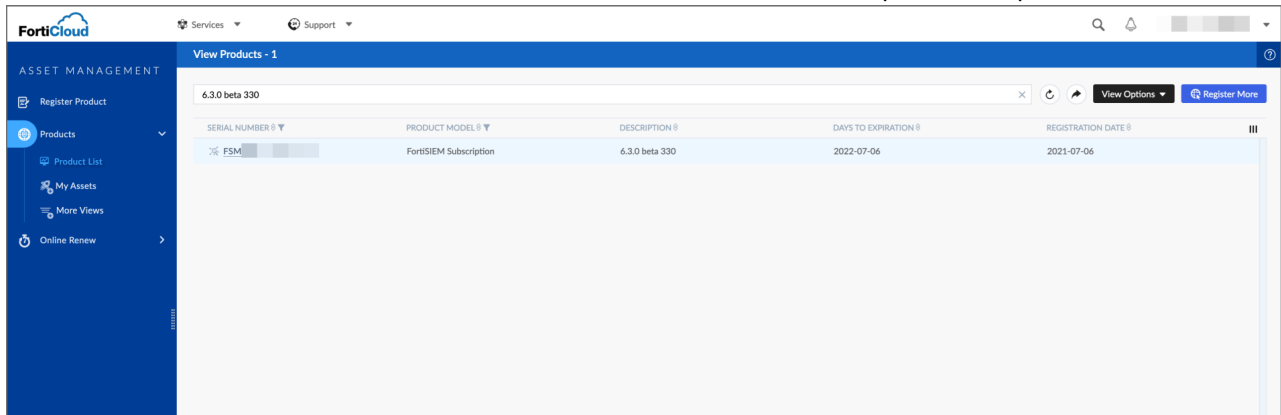 FortiCloud
Services
Support
ASSET MANAGEMENT
Register Product
Products
Product List
My Assets
More Views
Online Renew
View Products - 1
6.3.0 beta 330
View Options
Register More
SERIAL NUMBER PRODUCT MODEL DESCRIPTION DAYS TO EXPIRATION REGISTRATION DATE
FSM FortiSIEM Subscription 6.3.0 beta 330 2022-07-06 2021-07-06